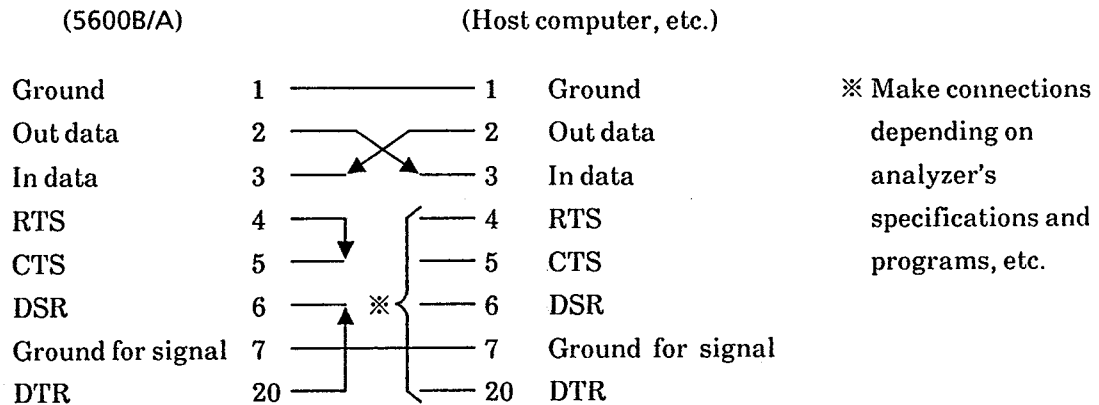 (5600B/A) (Host computer, etc.)
Ground 1 1 Ground ※ Make connections
Out data 2 2 Out data depending on
In data 3 3 In data analyzer's
RTS 4 4 RTS specifications and
CTS 5 5 CTS programs, etc.
DSR 6 ※ 6 DSR
Ground for signal 7 7 Ground for signal
DTR 20 20 DTR